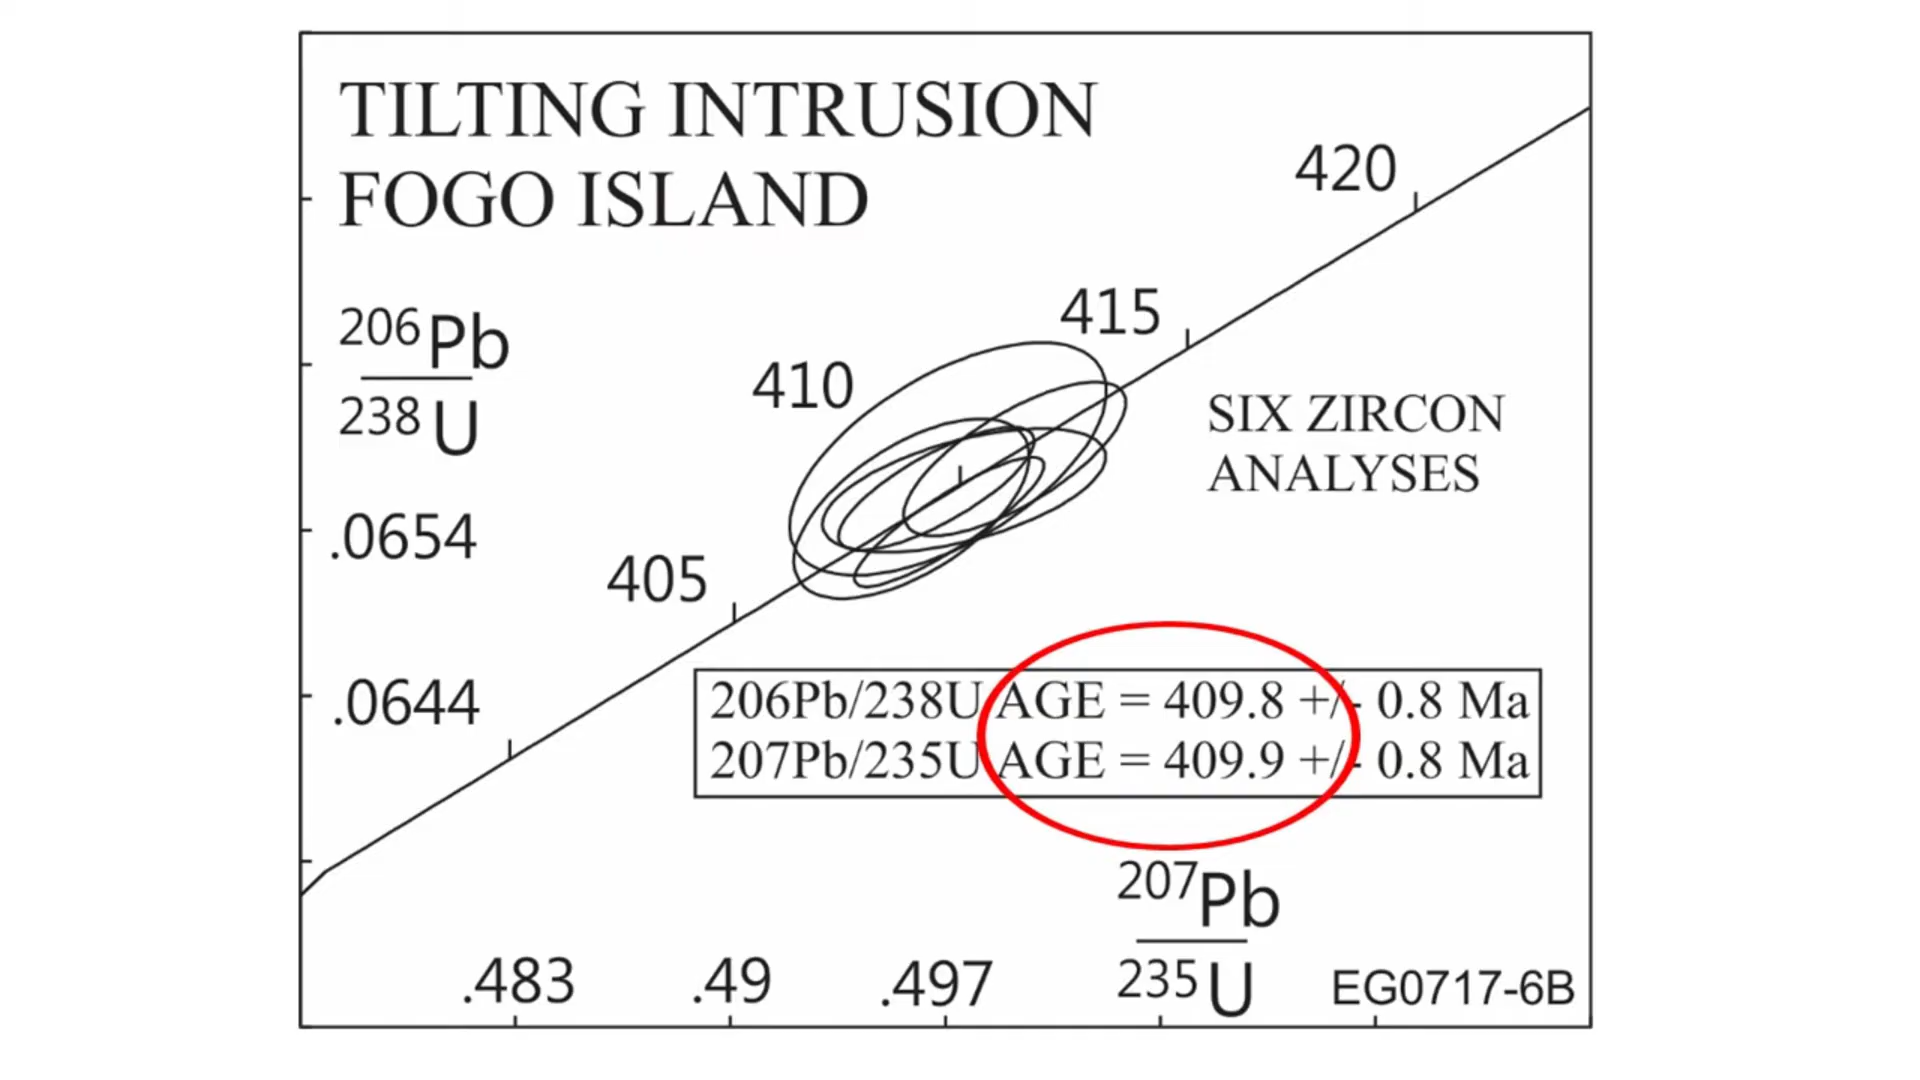 TILTING INTRUSION
FOGO ISLAND
420
415
206Pb
238U
410
SIX ZIRCON
ANALYSES
.0654
405
.0644
206Pb/238U AGE = 409.8 +/- 0.8 Ma
207Pb/235U AGE = 409.9 +/- 0.8 Ma
207Pb
235U
.483 .49 .497
EG0717-6B